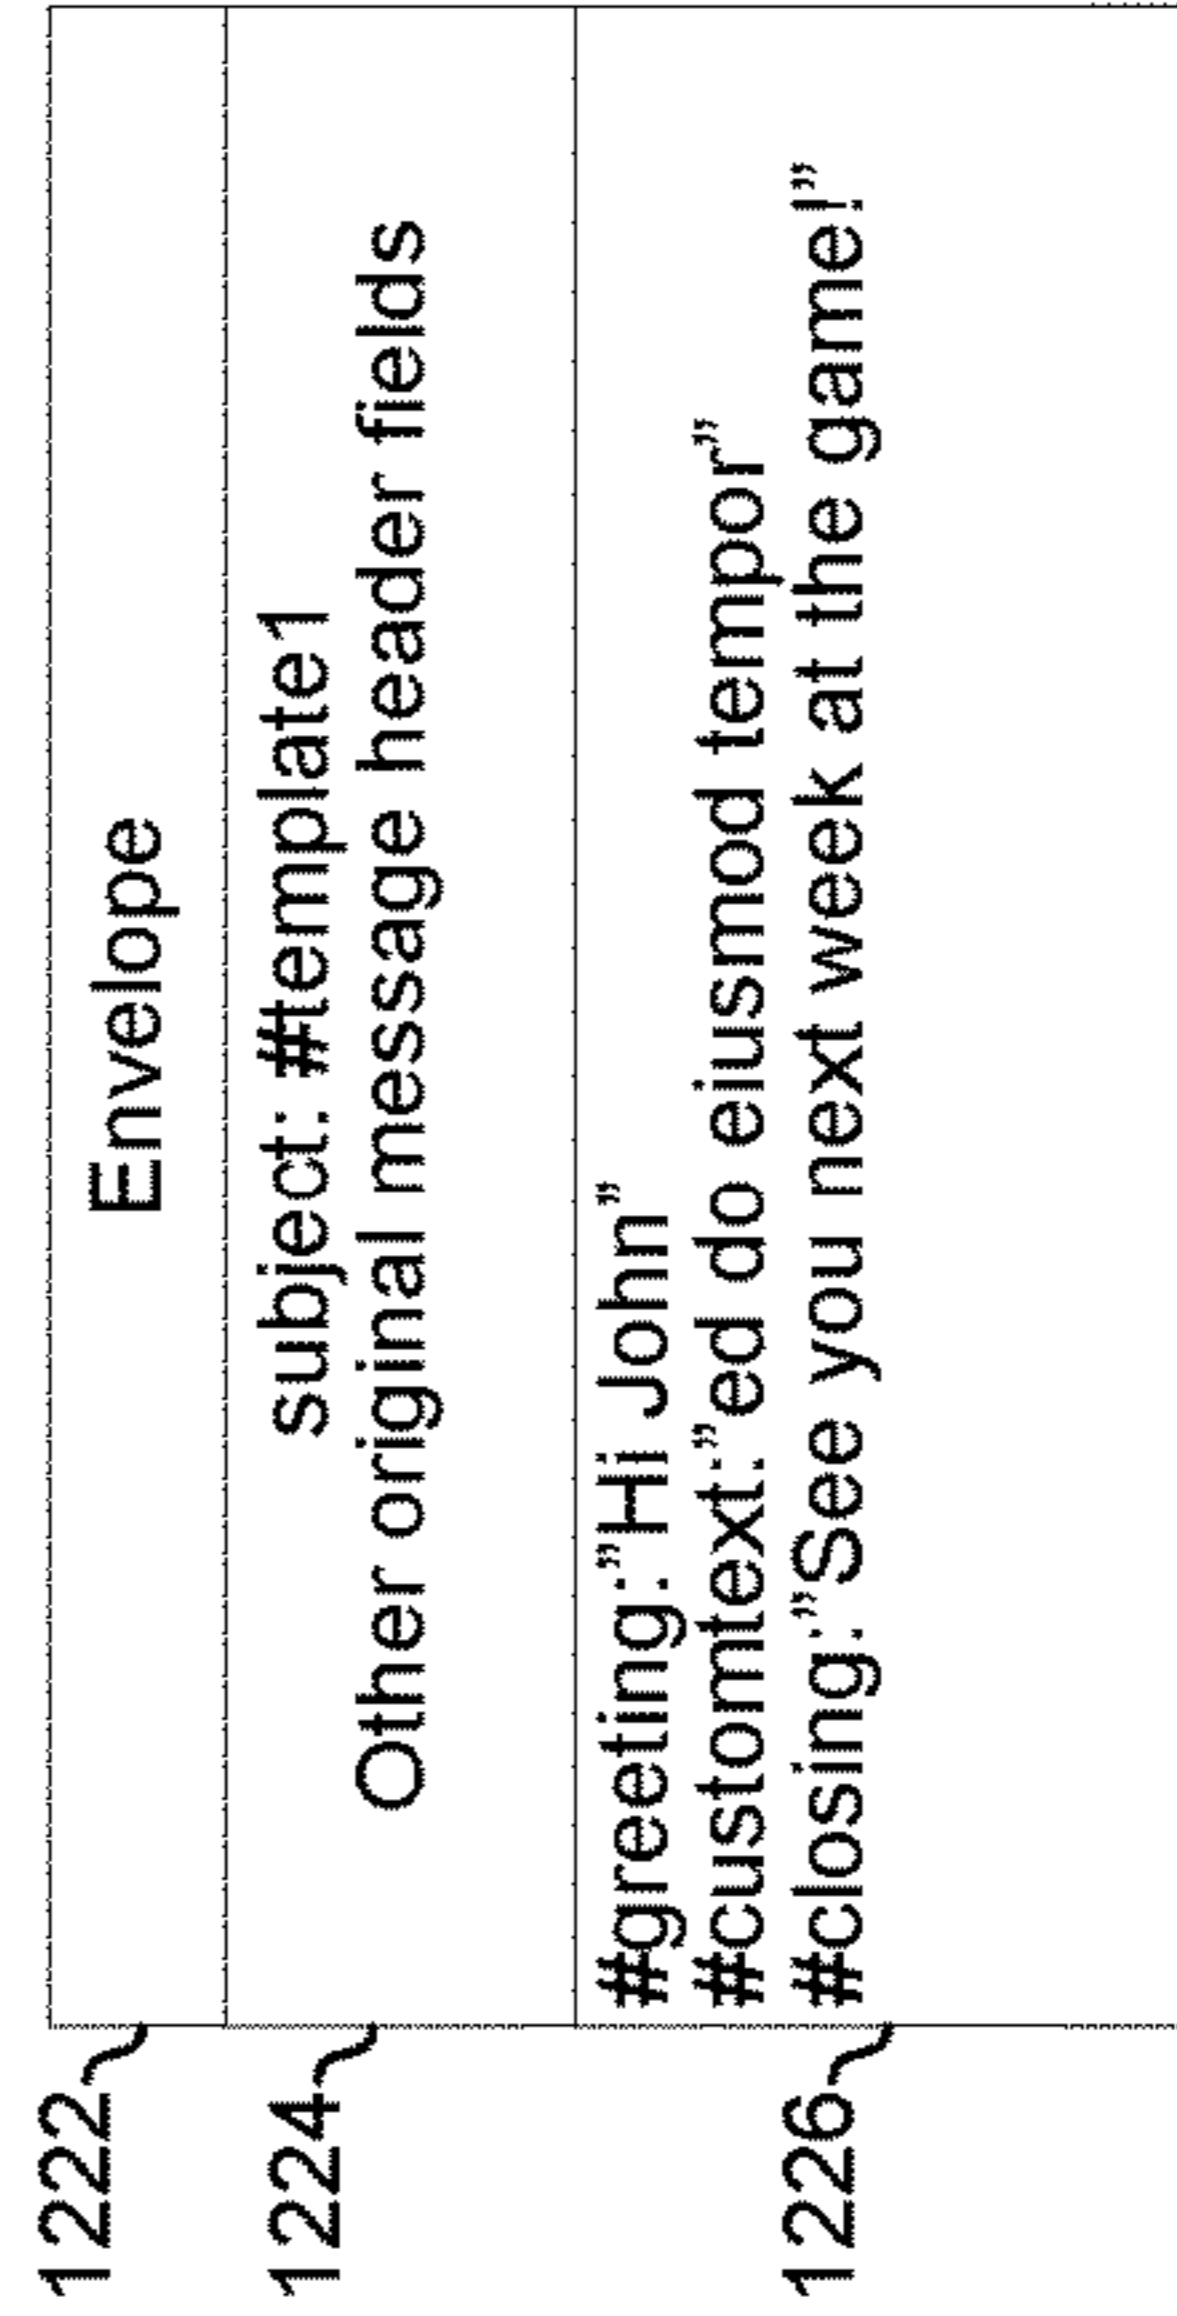 1222
Envelope
1224
subject: #template1
Other original message header fields
1226
#greeting:”Hi John”
#customtext:”ed do eiusmod tempor”
#closing:”See you next week at the game!”